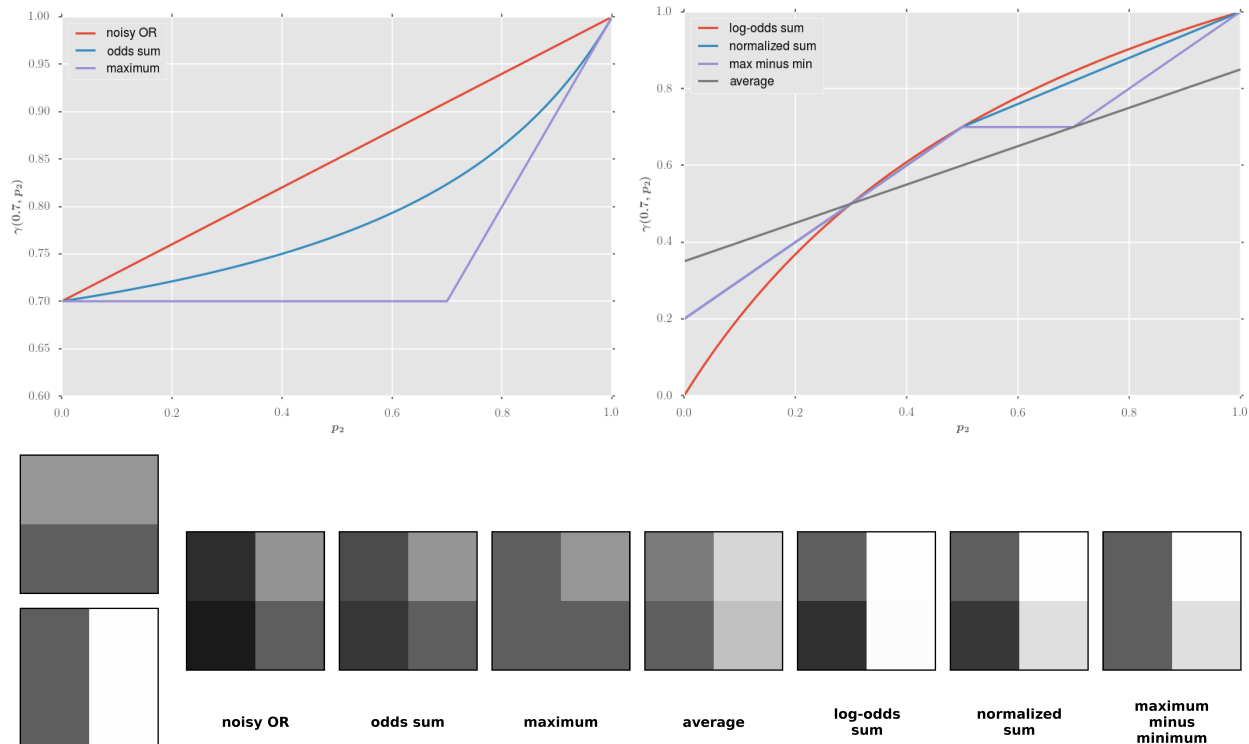 1.00
0.95
0.90
0.85
0.80
0.75
0.70
0.65
0.60
γ(0.7, p₂)
noisy OR
odds sum
maximum
0.0 0.2 0.4 0.6 0.8 1.0
p₂
1.0
0.8
0.6
0.4
0.2
0.0
γ(0.7, p₂)
log-odds sum
normalized sum
max minus min
average
0.0 0.2 0.4 0.6 0.8 1.0
p₂
noisy OR
odds sum
maximum
average
log-odds
sum
normalized
sum
maximum
minus
minimum